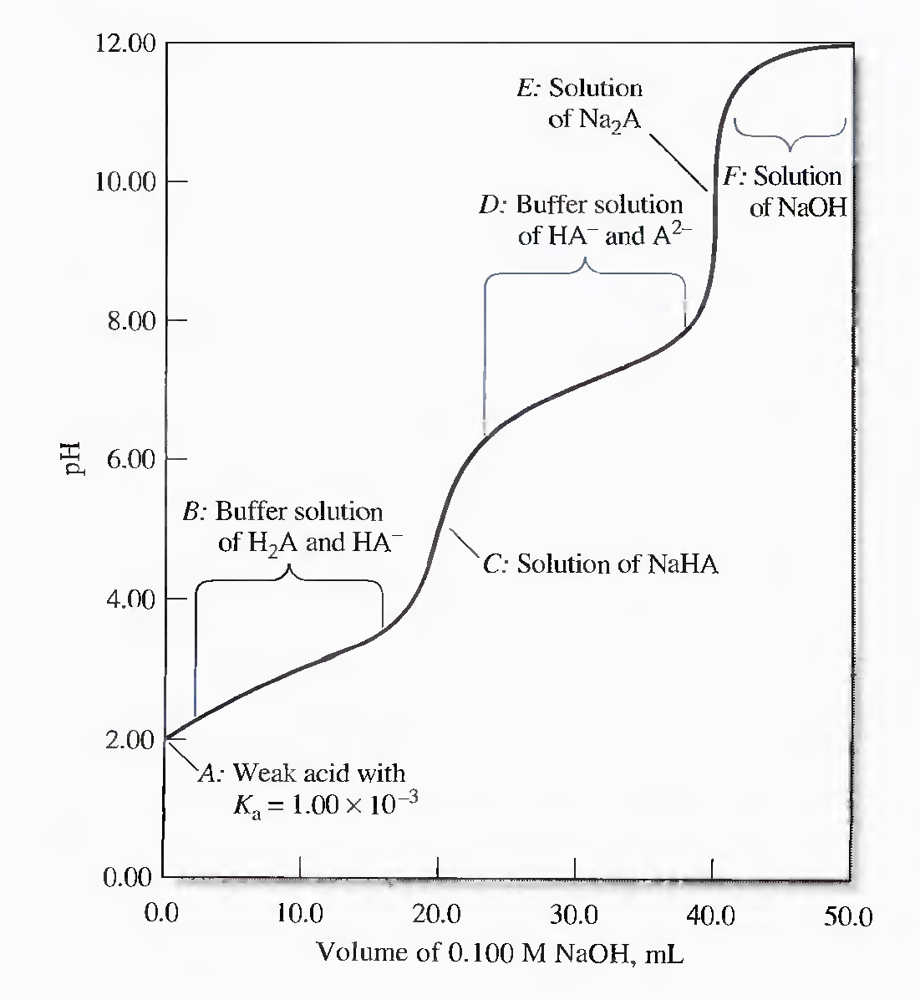 12.00
E: Solution
of Na₂A
10.00
F: Solution
of NaOH
D: Buffer solution
of HA⁻ and A²⁻
8.00
pH
6.00
B: Buffer solution
of H₂A and HA⁻
C: Solution of NaHA
4.00
2.00
A: Weak acid with
Kₐ = 1.00 × 10⁻³
0.00
0.0 10.0 20.0 30.0 40.0 50.0
Volume of 0.100 M NaOH, mL